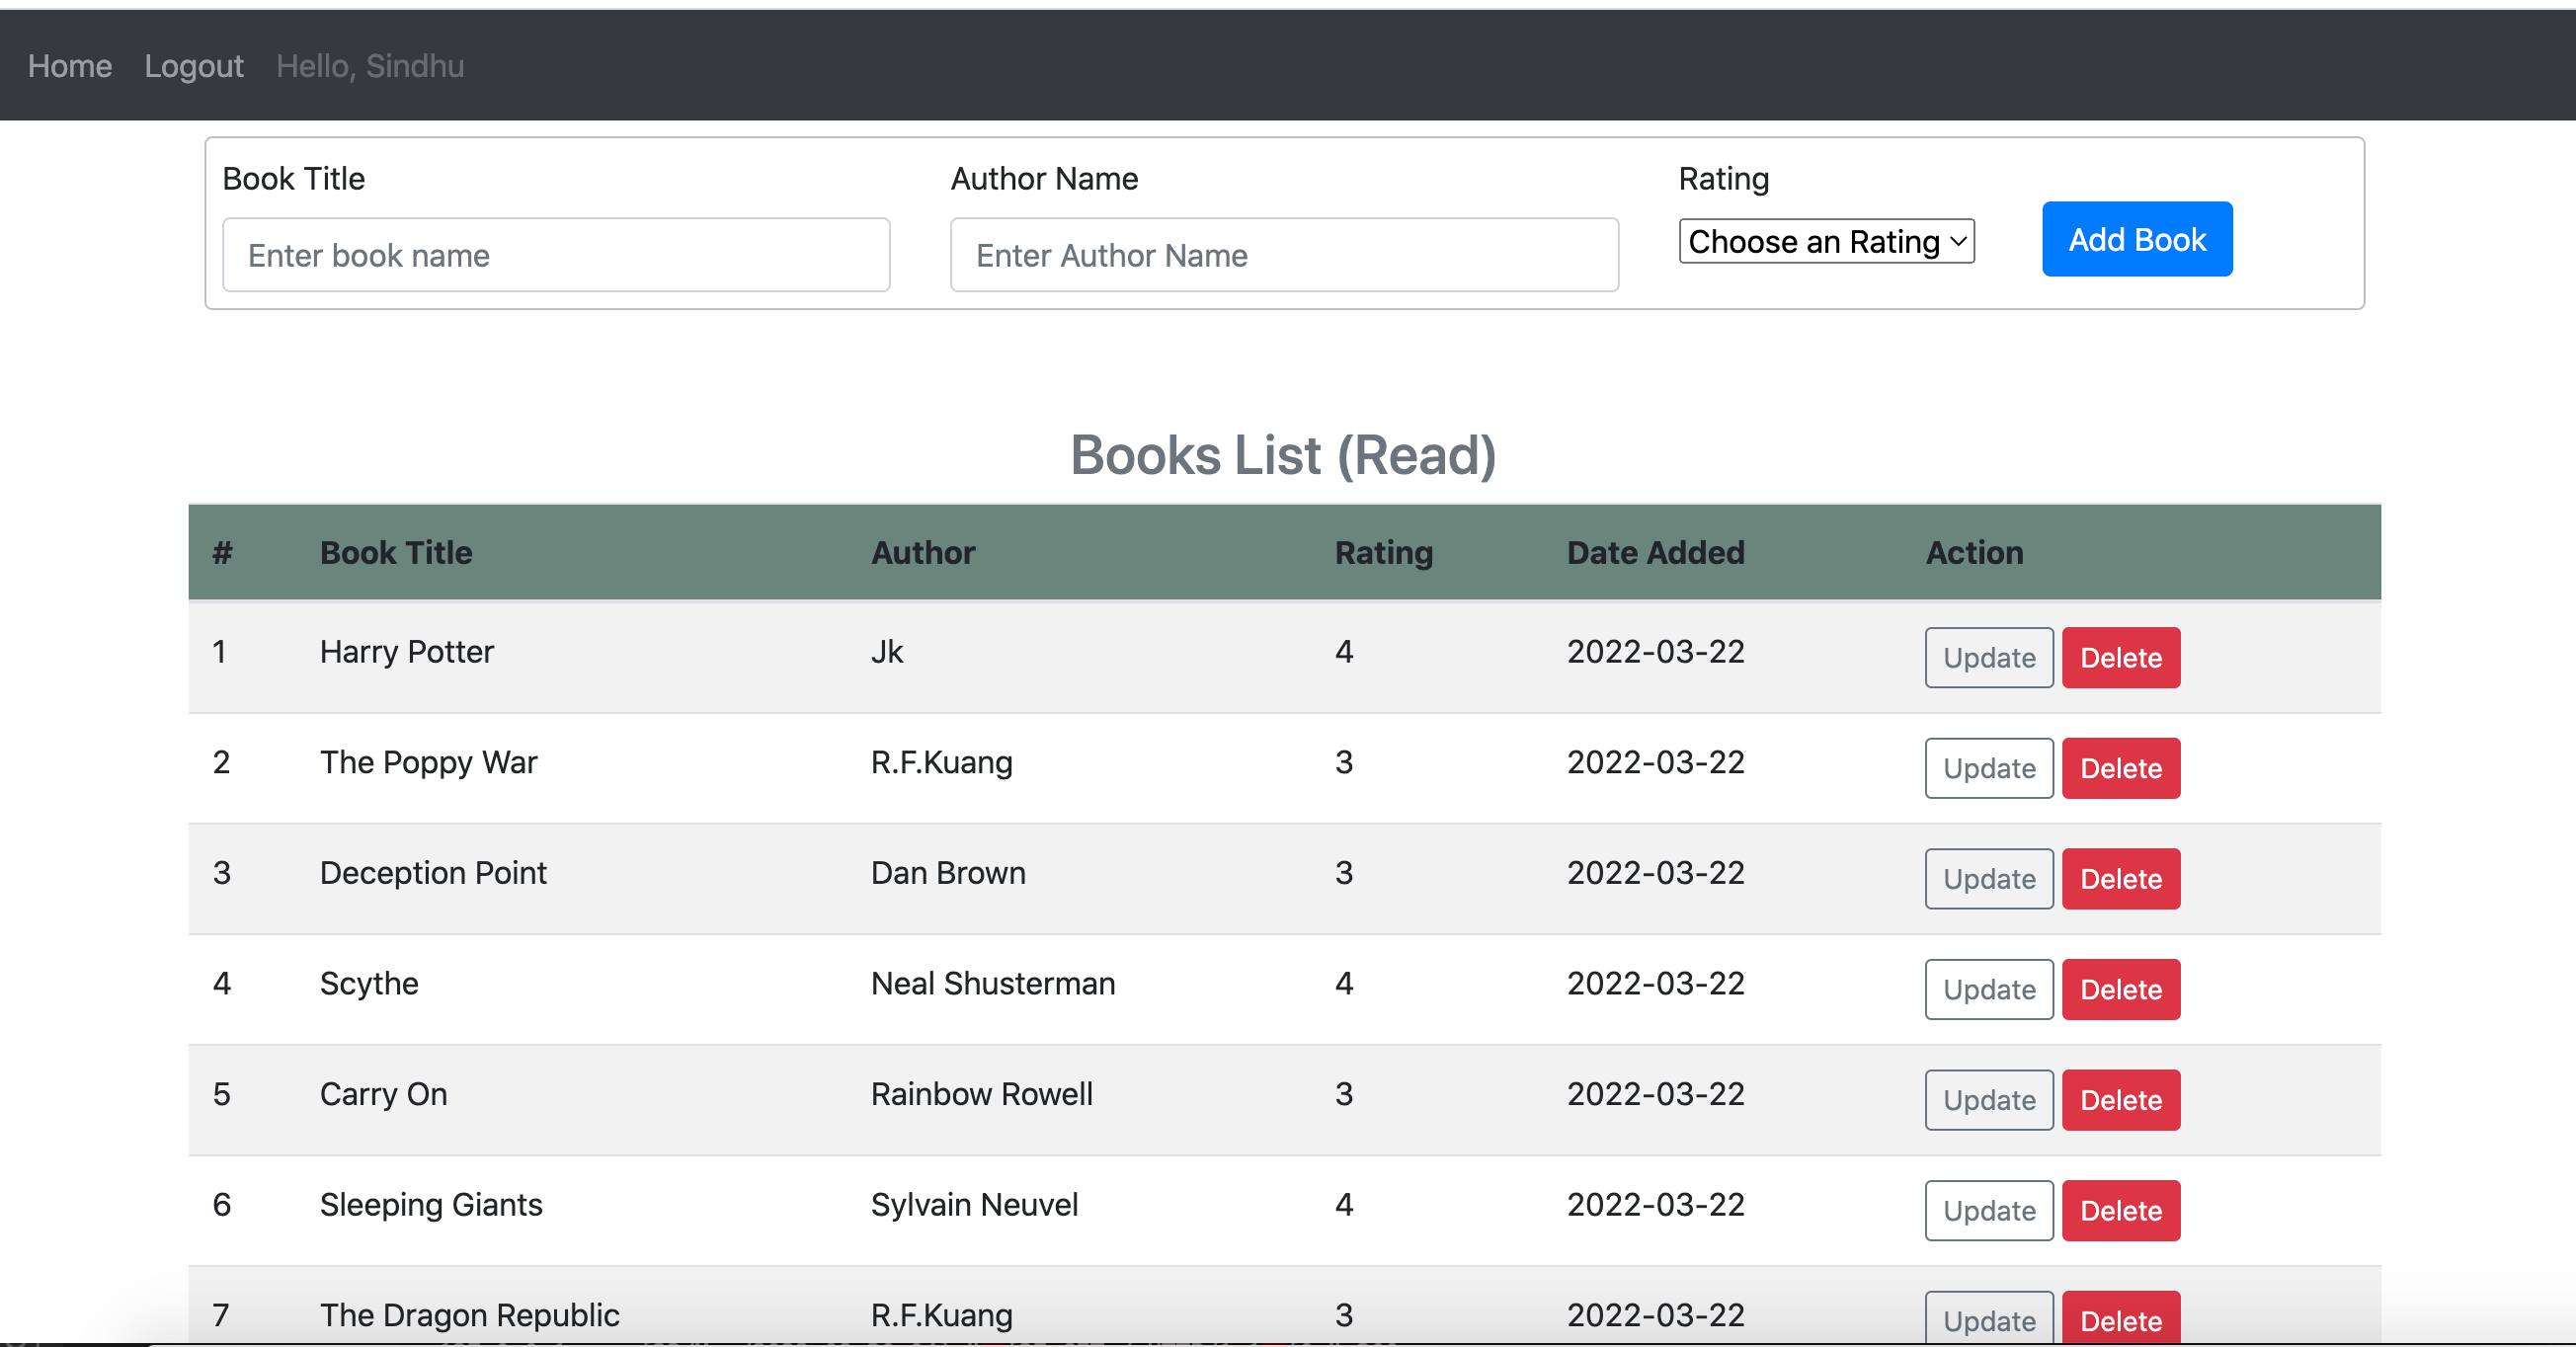 Home Logout Hello, Sindhu
Book Title Author Name Rating
Enter book name Enter Author Name Choose an Rating Add Book
Books List (Read)
# Book Title Author Rating Date Added Action
1 Harry Potter Jk 4 2022-03-22 Update Delete
2 The Poppy War R.F.Kuang 3 2022-03-22 Update Delete
3 Deception Point Dan Brown 3 2022-03-22 Update Delete
4 Scythe Neal Shusterman 4 2022-03-22 Update Delete
5 Carry On Rainbow Rowell 3 2022-03-22 Update Delete
6 Sleeping Giants Sylvain Neuvel 4 2022-03-22 Update Delete
7 The Dragon Republic R.F.Kuang 3 2022-03-22 Update Delete